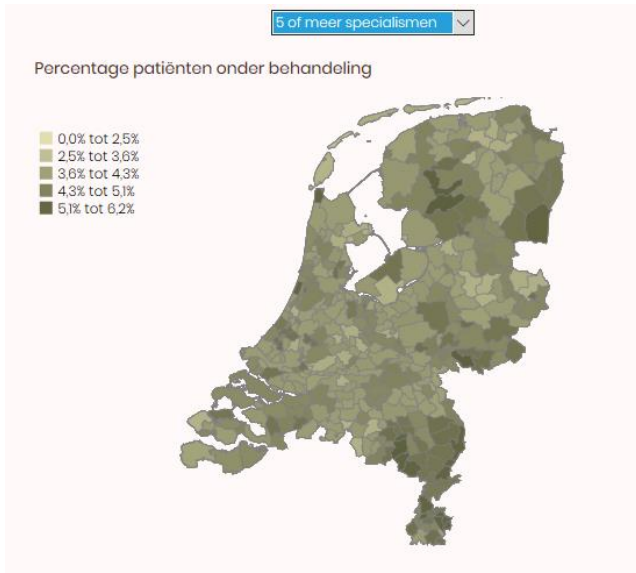 5 of meer specialismen
Percentage patiënten onder behandeling
0,0% tot 2,5%
2,5% tot 3,6%
3,6% tot 4,3%
4,3% tot 5,1%
5,1% tot 6,2%